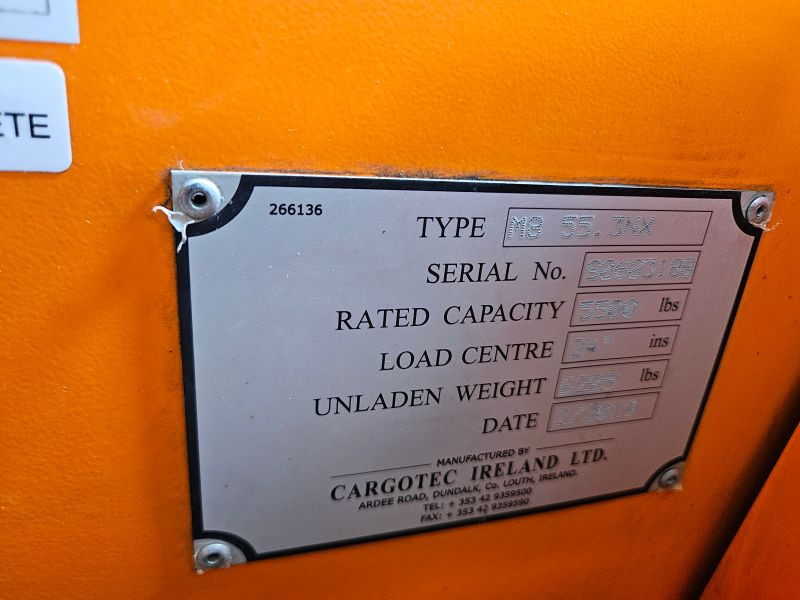 ETE
266136
TYPE M8 55.3NX
SERIAL No.
RATED CAPACITY 5500 lbs
LOAD CENTRE 24" ins
UNLADEN WEIGHT lbs
DATE
MANUFACTURED BY
CARGOTEC IRELAND LTD.
ARDEE ROAD, DUNDALK, Co. LOUTH, IRELAND.
TEL: + 353 42 9359500
FAX: + 353 42 9359590